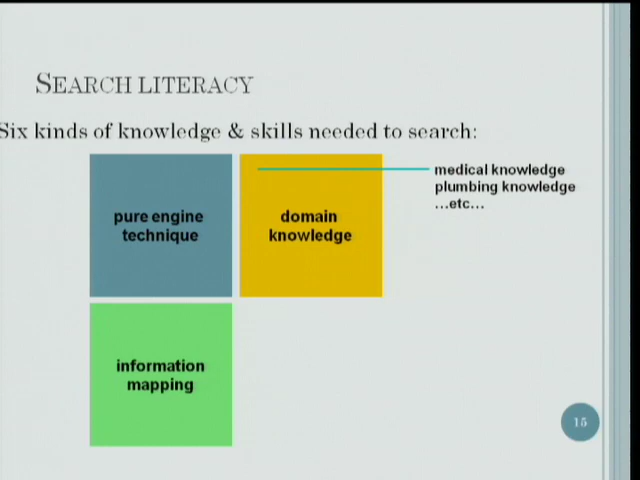 SEARCH LITERACY
Six kinds of knowledge & skills needed to search:
pure engine
technique
domain
knowledge
medical knowledge
plumbing knowledge
...etc...
information
mapping
15